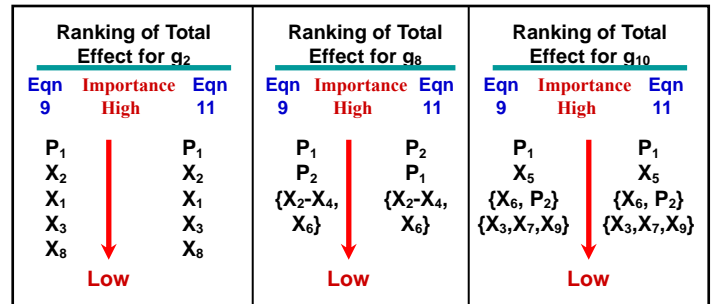 Ranking of Total
Effect for g2
Eqn Importance Eqn
9 High 11
P1 P1
X2 X2
X1 X1
X3 X3
X8 X8
Low
Ranking of Total
Effect for g8
Eqn Importance Eqn
9 High 11
P1 P2
P2 P1
{X2-X4, {X2-X4,
X6} X6}
Low
Ranking of Total
Effect for g10
Eqn Importance Eqn
9 High 11
P1 P1
X5 X5
{X6, P2} {X6, P2}
{X3,X7,X9} {X3,X7,X9}
Low